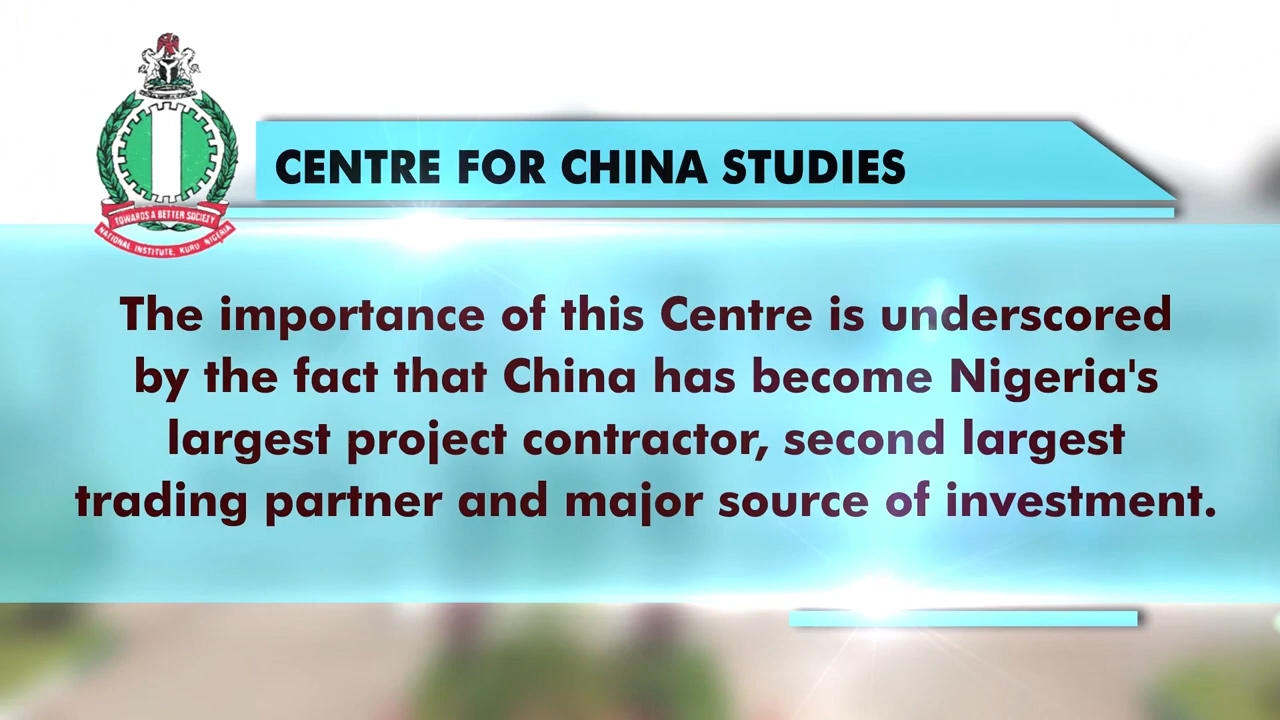 CENTRE FOR CHINA STUDIES
TOWARDS A BETTER SOCIETY
NATIONAL INSTITUTE, KURU NIGERIA
The importance of this Centre is underscored
by the fact that China has become Nigeria's
largest project contractor, second largest
trading partner and major source of investment.